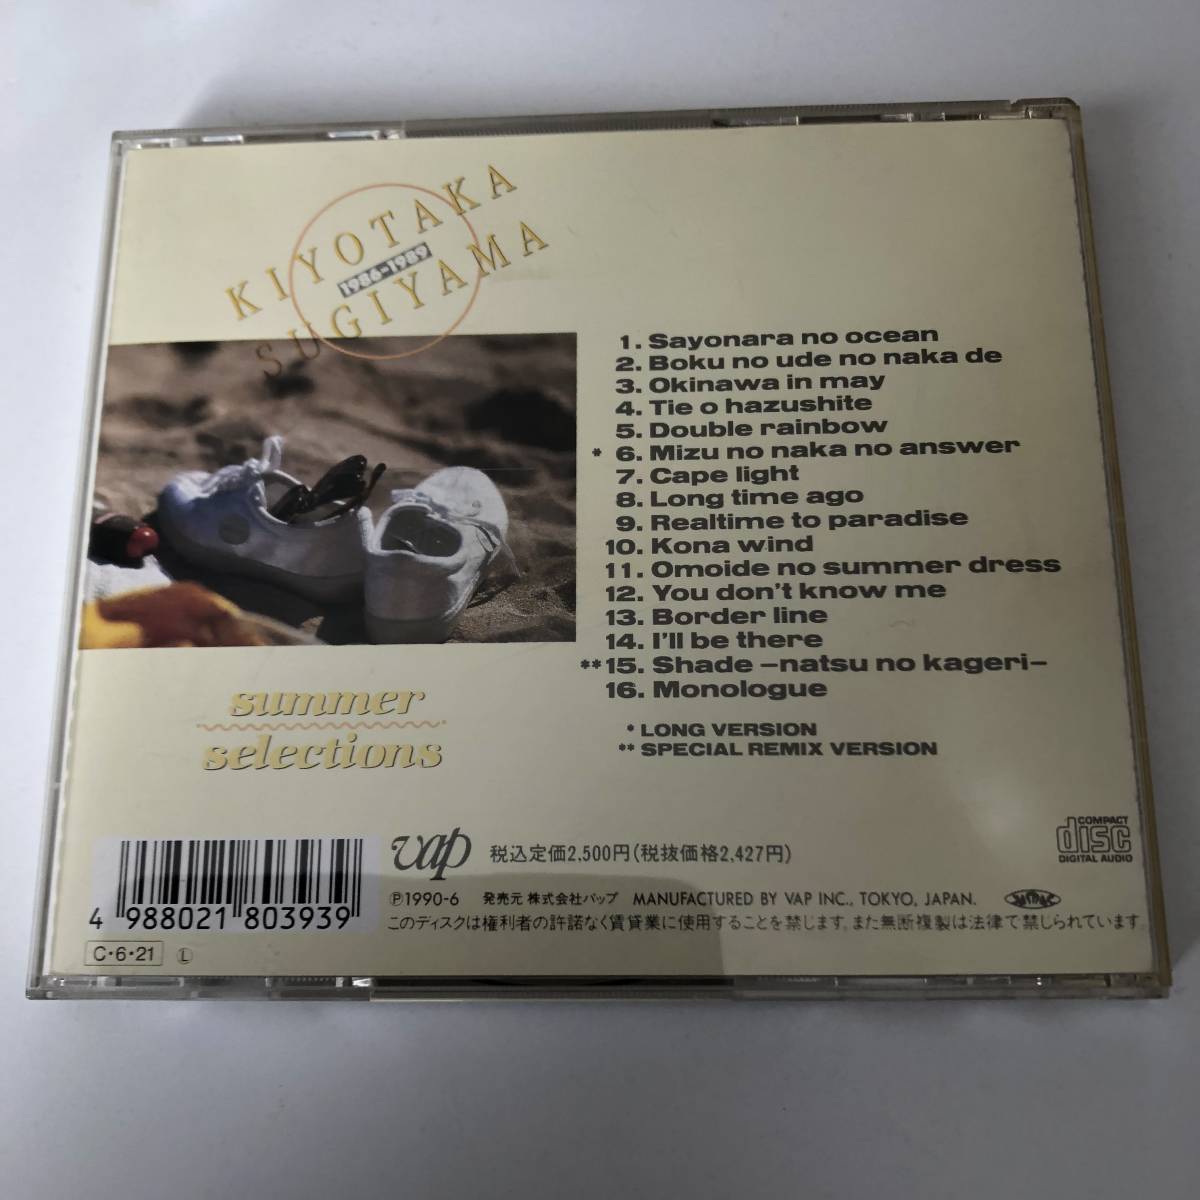 KIYOTAKA
1986-1989
SUGIYAMA
1. Sayonara no ocean
2. Boku no ude no naka de
3. Okinawa in may
4. Tie o hazushite
5. Double rainbow
* 6. Mizu no naka no answer
7. Cape light
8. Long time ago
9. Realtime to paradise
10. Kona wind
11. Omoide no summer dress
12. You don't know me
13. Border line
14. I'll be there
**15. Shade –natsu no kageri–
16. Monologue
* LONG VERSION
** SPECIAL REMIX VERSION
summer
selections
vap 税込定価2,500円(税抜価格2,427円)
COMPACT
disc
DIGITAL AUDIO
Ⓟ1990-6 発売元 株式会社バップ MANUFACTURED BY VAP INC., TOKYO, JAPAN.
このディスクは権利者の許諾なく賃貸業に使用することを禁じます。また無断複製は法律で禁じられています。
4 988021 803939
C・6・21 Ⓛ